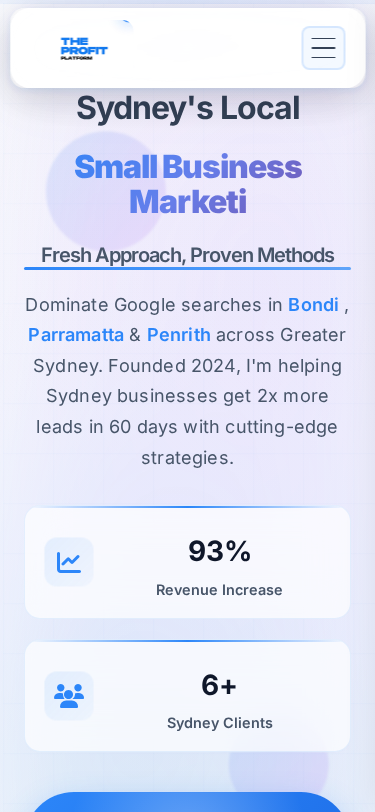 THE
PROFIT
PLATFORM
Sydney's Local
Small Business
Marketi
Fresh Approach, Proven Methods
Dominate Google searches in Bondi ,
Parramatta & Penrith across Greater
Sydney. Founded 2024, I'm helping
Sydney businesses get 2x more
leads in 60 days with cutting-edge
strategies.
93%
Revenue Increase
6+
Sydney Clients